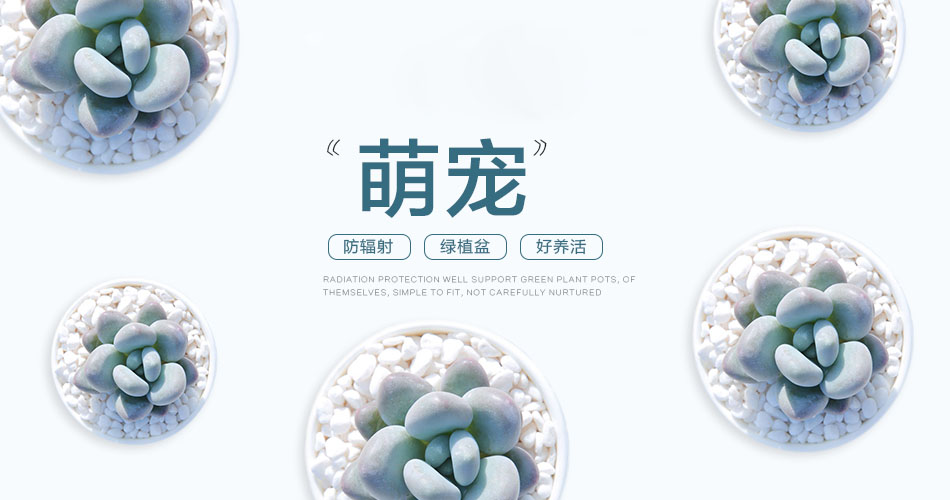 《萌宠》
防辐射 绿植盆 好养活
RADIATION PROTECTION WELL SUPPORT GREEN PLANT POTS, OF
THEMSELVES, SIMPLE TO FIT, NOT CAREFULLY NURTURED